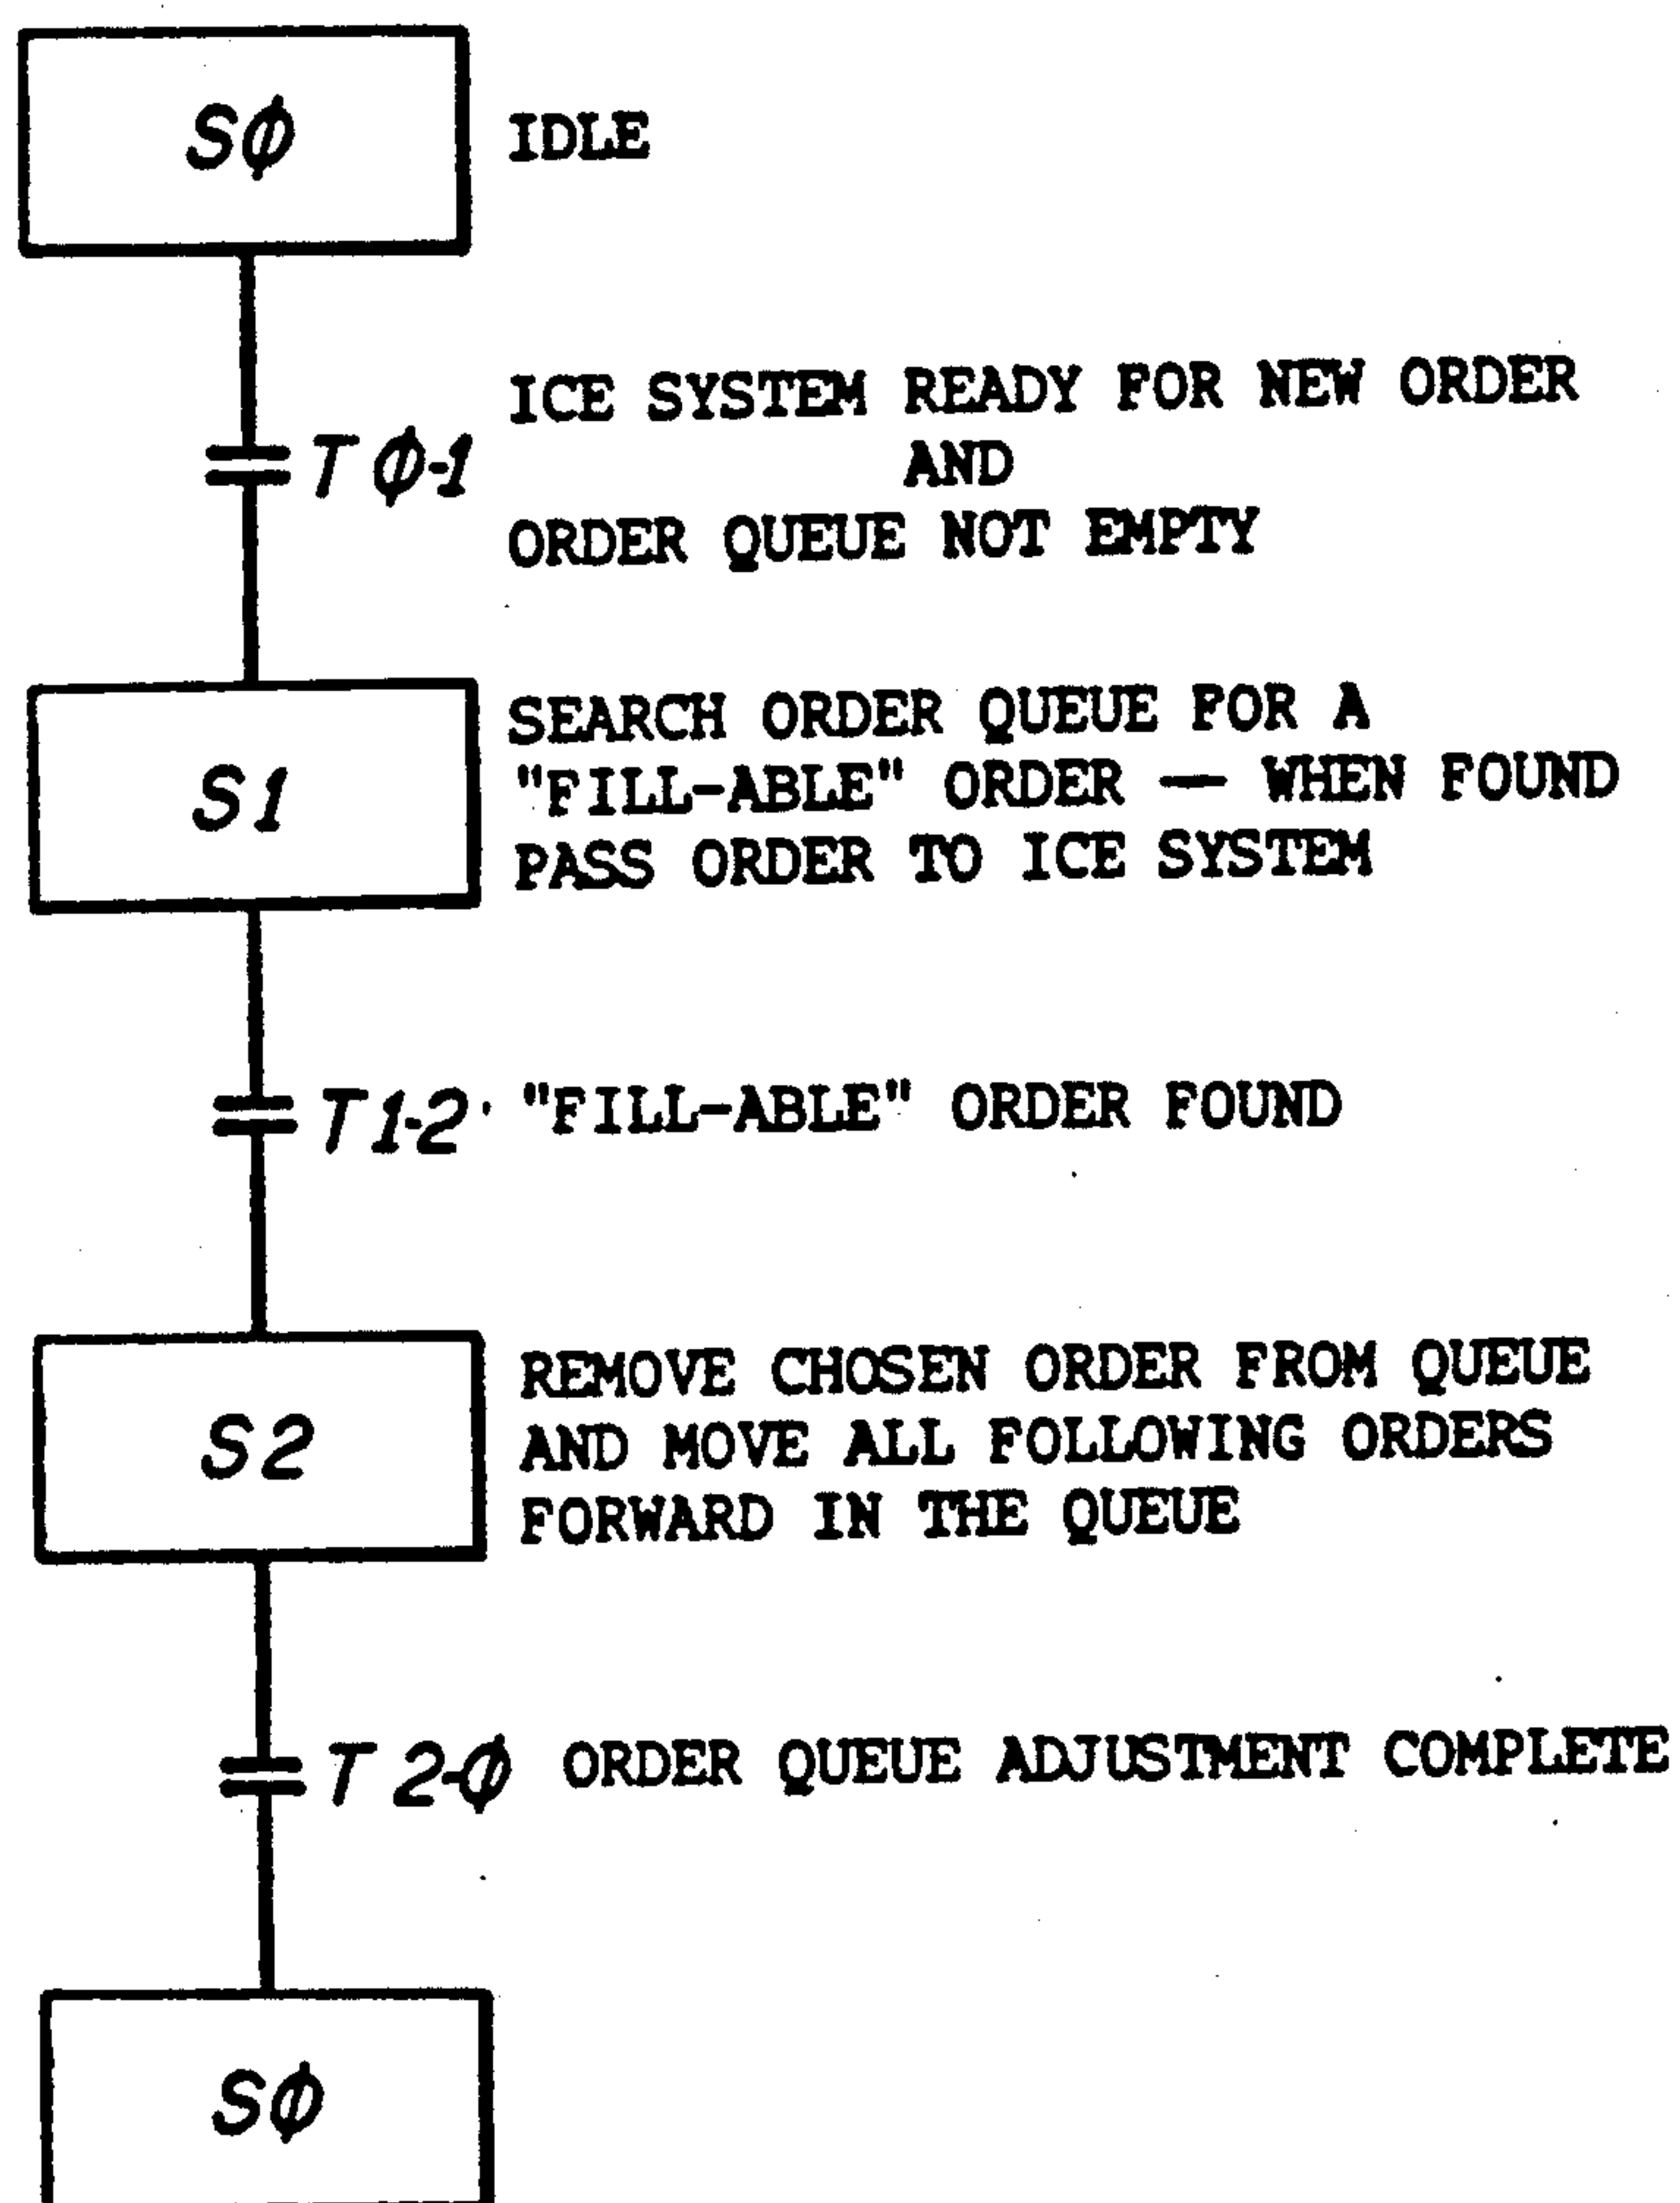 Sφ IDLE
ICE SYSTEM READY FOR NEW ORDER
Tφ-1 AND
ORDER QUEUE NOT EMPTY
SEARCH ORDER QUEUE FOR A
S1 "FILL-ABLE" ORDER — WHEN FOUND
PASS ORDER TO ICE SYSTEM
T1-2 "FILL-ABLE" ORDER FOUND
REMOVE CHOSEN ORDER FROM QUEUE
S2 AND MOVE ALL FOLLOWING ORDERS
FORWARD IN THE QUEUE
T2-φ ORDER QUEUE ADJUSTMENT COMPLETE
Sφ